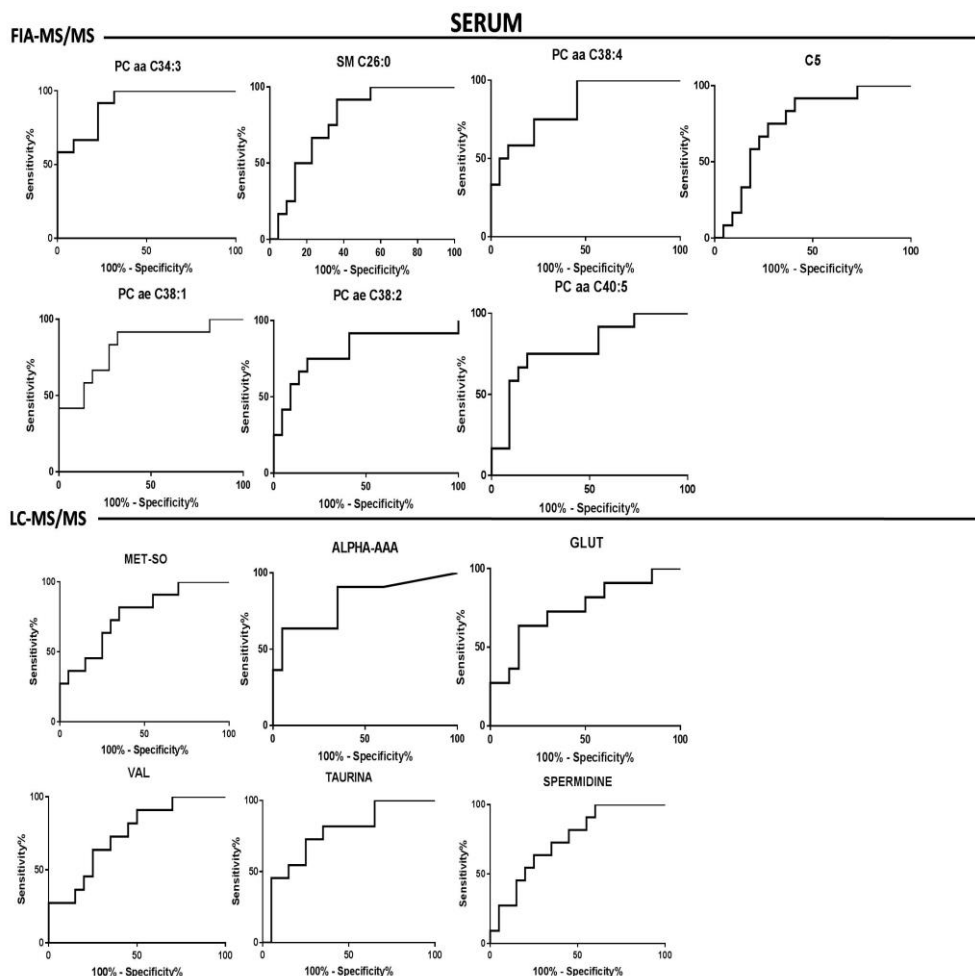 SERUM
FIA-MS/MS
PC aa C34:3
100
Sensitivity%
50
0
0 50 100
100% - Specificity%
SM C26:0
100
Sensitivity%
50
0
0 20 40 60 80 100
100% - Specificity%
PC aa C38:4
100
Sensitivity%
50
0
0 50 100
100% - Specificity%
C5
100
Sensitivity%
50
0
0 50 100
100% - Specificity%
PC ae C38:1
100
Sensitivity%
50
0
0 50 100
100% - Specificity%
PC ae C38:2
100
Sensitivity%
50
0
0 50 100
100% - Specificity%
PC aa C40:5
100
Sensitivity%
50
0
0 50 100
100% - Specificity%
LC-MS/MS
MET-SO
100
Sensitivity%
50
0
0 50 100
100% - Specificity%
ALPHA-AAA
100
Sensitivity%
50
0
0 50 100
100% - Specificity%
GLUT
100
Sensitivity%
50
0
0 50 100
100% - Specificity%
VAL
100
Sensitivity%
50
0
0 50 100
100% - Specificity%
TAURINA
100
Sensitivity%
50
0
0 50 100
100% - Specificity%
SPERMIDINE
100
Sensitivity%
50
0
0 50 100
100% - Specificity%